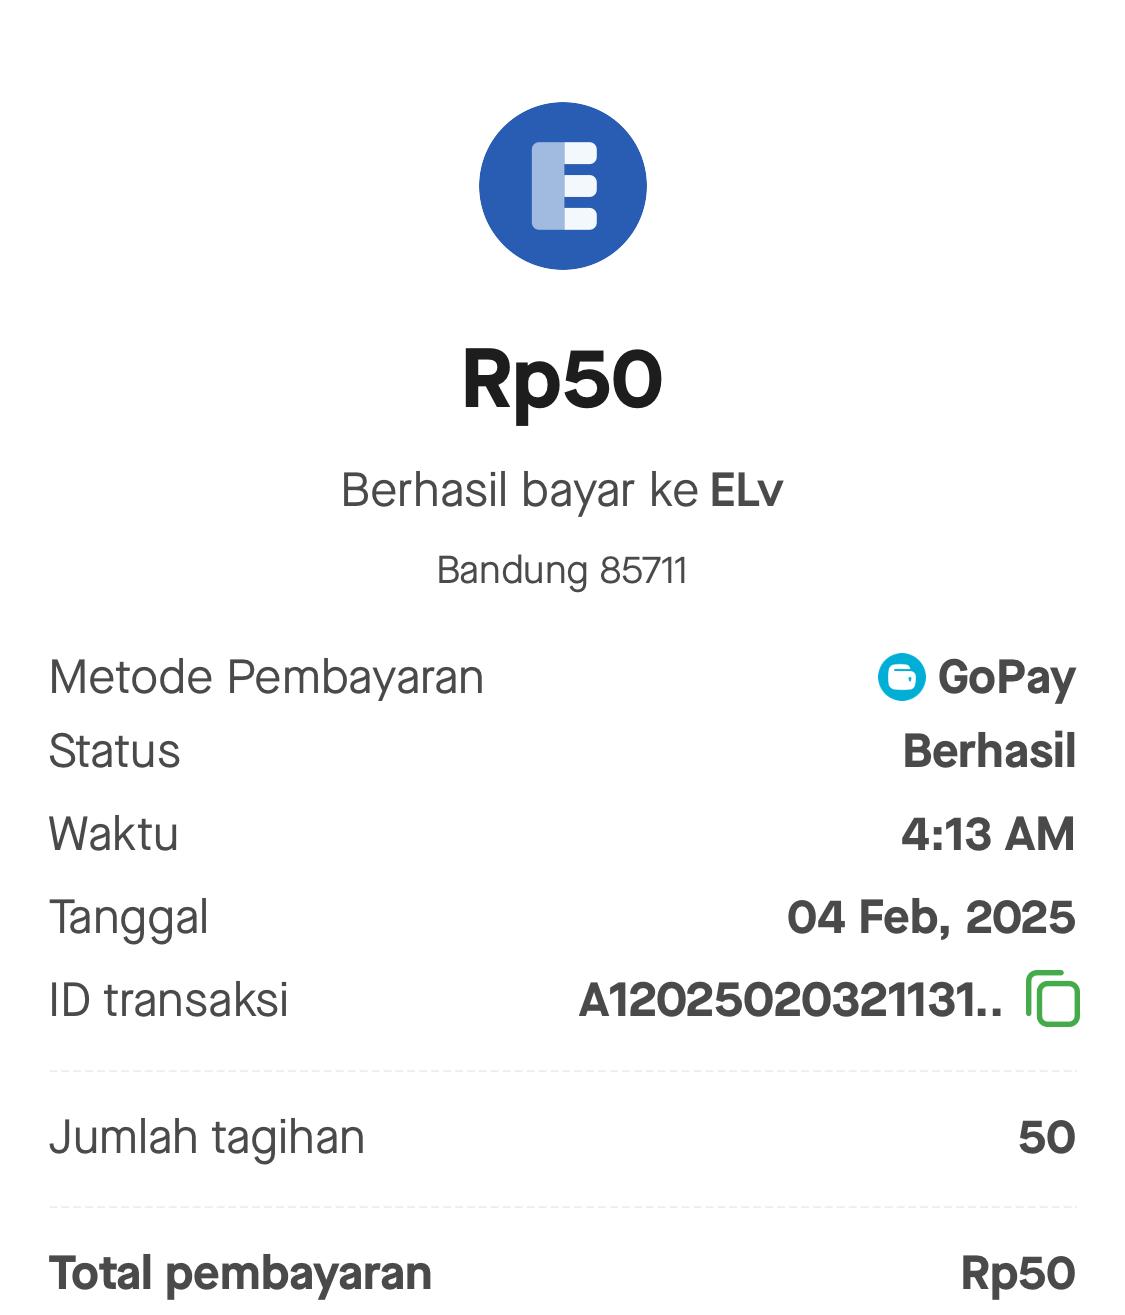 E
Rp50
Berhasil bayar ke ELv
Bandung 85711
Metode Pembayaran GoPay
Status Berhasil
Waktu 4:13 AM
Tanggal 04 Feb, 2025
ID transaksi A12025020321131..
Jumlah tagihan 50
Total pembayaran Rp50